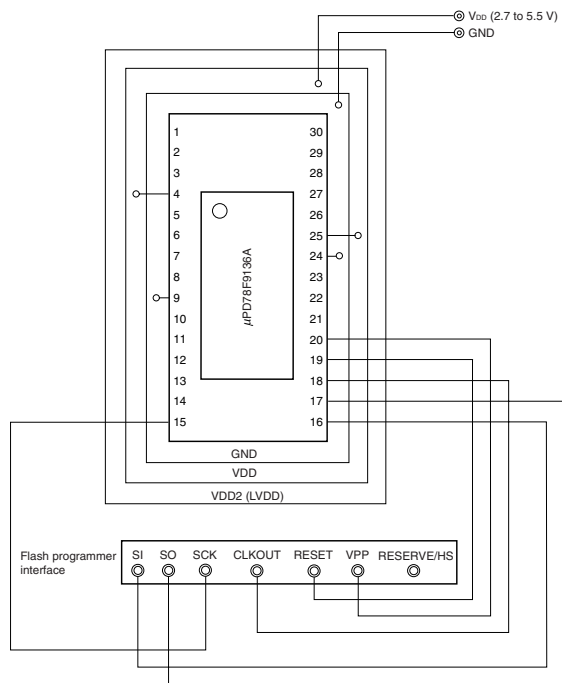 VDD (2.7 to 5.5 V)
GND
1 30
2 29
3 28
4 27
5 26
6 25
7 24
8 23
9 22
10 21
11 20
12 19
13 18
14 17
15 16
μPD78F9136A
GND
VDD
VDD2 (LVDD)
Flash programmer
interface
SI SO SCK CLKOUT RESET VPP RESERVE/HS